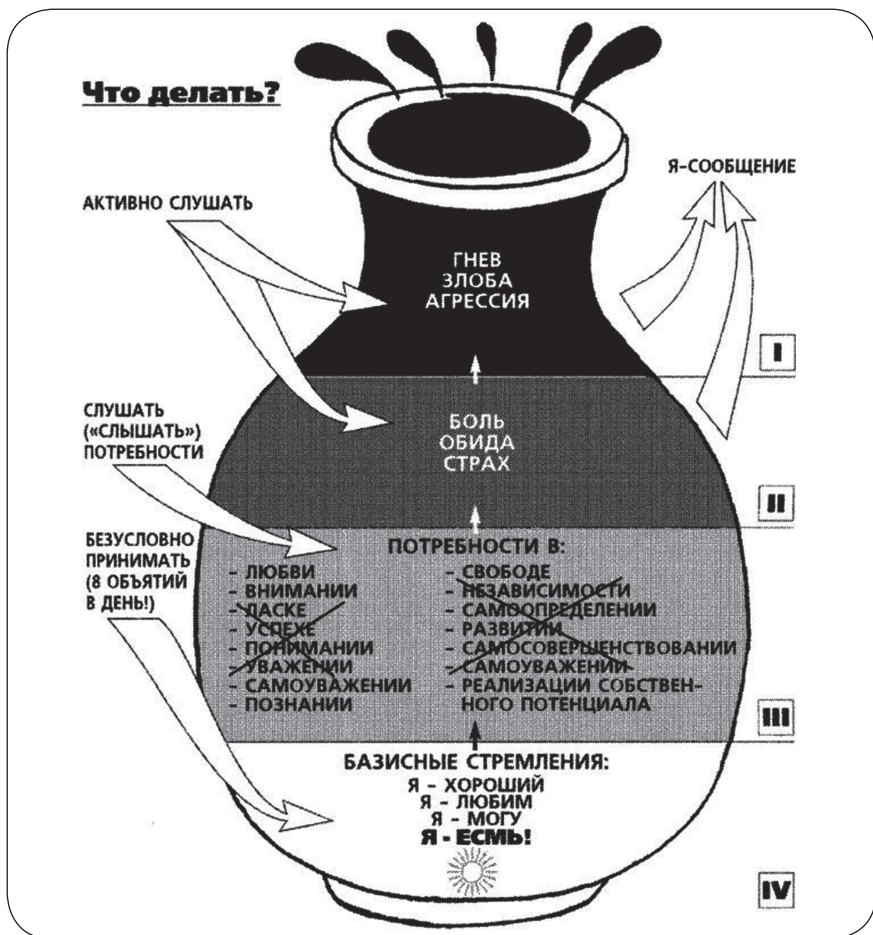 Что делать?
Я-СООБЩЕНИЕ
АКТИВНО СЛУШАТЬ
ГНЕВ
ЗЛОБА
АГРЕССИЯ
I
СЛУШАТЬ
(«СЛЫШАТЬ»)
ПОТРЕБНОСТИ
БОЛЬ
ОБИДА
СТРАХ
II
БЕЗУСЛОВНО
ПРИНИМАТЬ
(8 ОБЪЯТИЙ
В ДЕНЬ!)
ПОТРЕБНОСТИ В:
- ЛЮБВИ
- ВНИМАНИИ
- ЛАСКЕ
- УСПЕХЕ
- ПОНИМАНИИ
- УВАЖЕНИИ
- САМОУВАЖЕНИИ
- ПОЗНАНИИ
- СВОБОДЕ
- НЕЗАВИСИМОСТИ
- САМООПРЕДЕЛЕНИИ
- РАЗВИТИИ
- САМОСОВЕРШЕНСТВОВАНИИ
- САМОУВАЖЕНИИ
- РЕАЛИЗАЦИИ СОБСТВЕН-
НОГО ПОТЕНЦИАЛА
III
БАЗИСНЫЕ СТРЕМЛЕНИЯ:
Я - ХОРОШИЙ
Я - ЛЮБИМ
Я - МОГУ
Я - ЕСМЬ!
IV